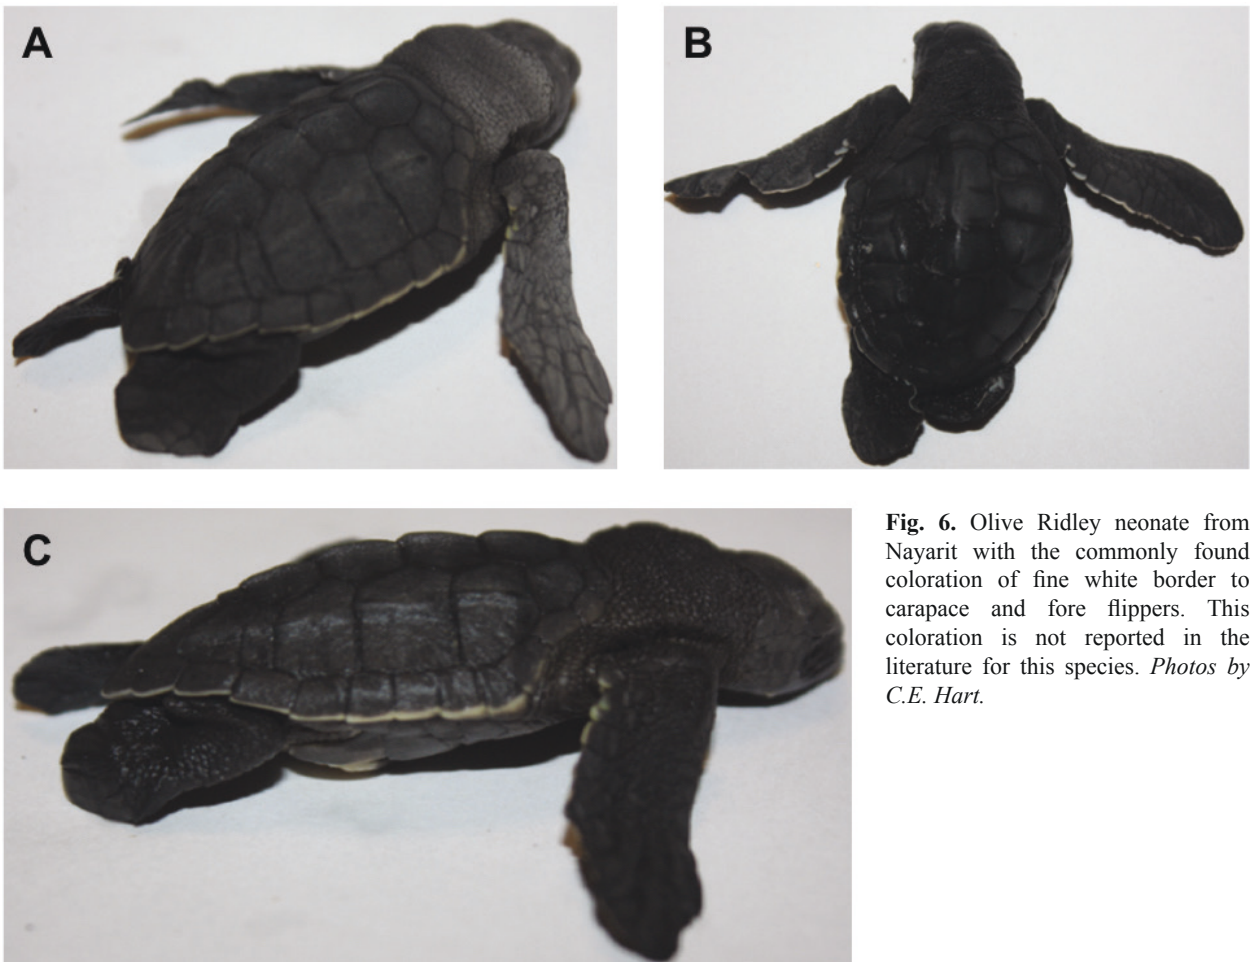 A
B
C
Fig. 6. Olive Ridley neonate from
Nayarit with the commonly found
coloration of fine white border to
carapace and fore flippers. This
coloration is not reported in the
literature for this species. Photos by
C.E. Hart.